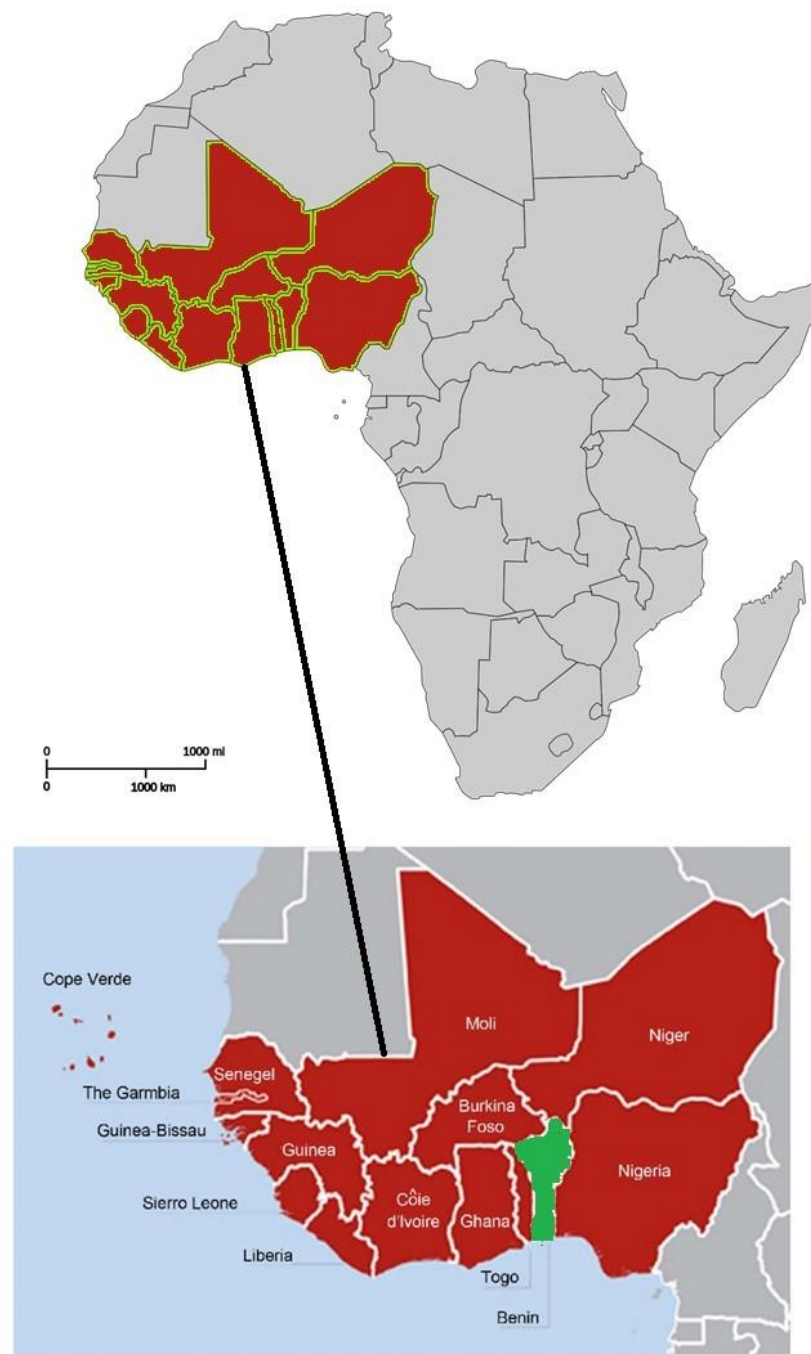 0
1000 mi
0
1000 km
Cope Verde
Moli
Niger
Senegel
The Garmbia
Burkina
Foso
Guinea-Bissau
Guinea
Nigeria
Sierro Leone
Côie
d'Ivoire
Ghana
Liberia
Togo
Benin